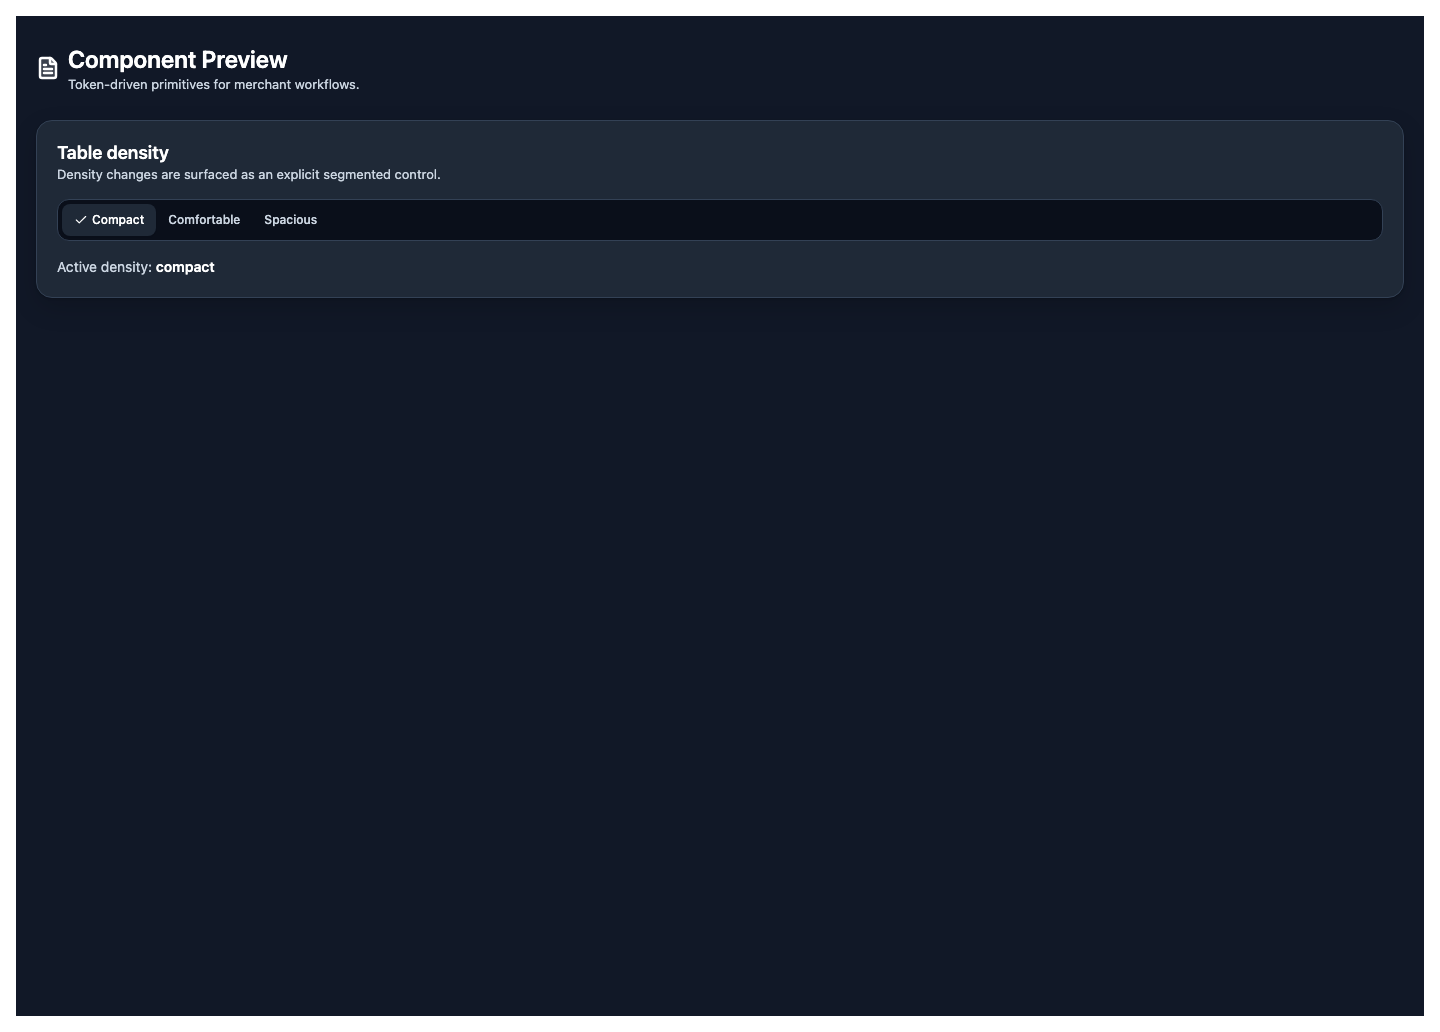 Component Preview
Token-driven primitives for merchant workflows.
Table density
Density changes are surfaced as an explicit segmented control.
Compact Comfortable Spacious
Active density: compact